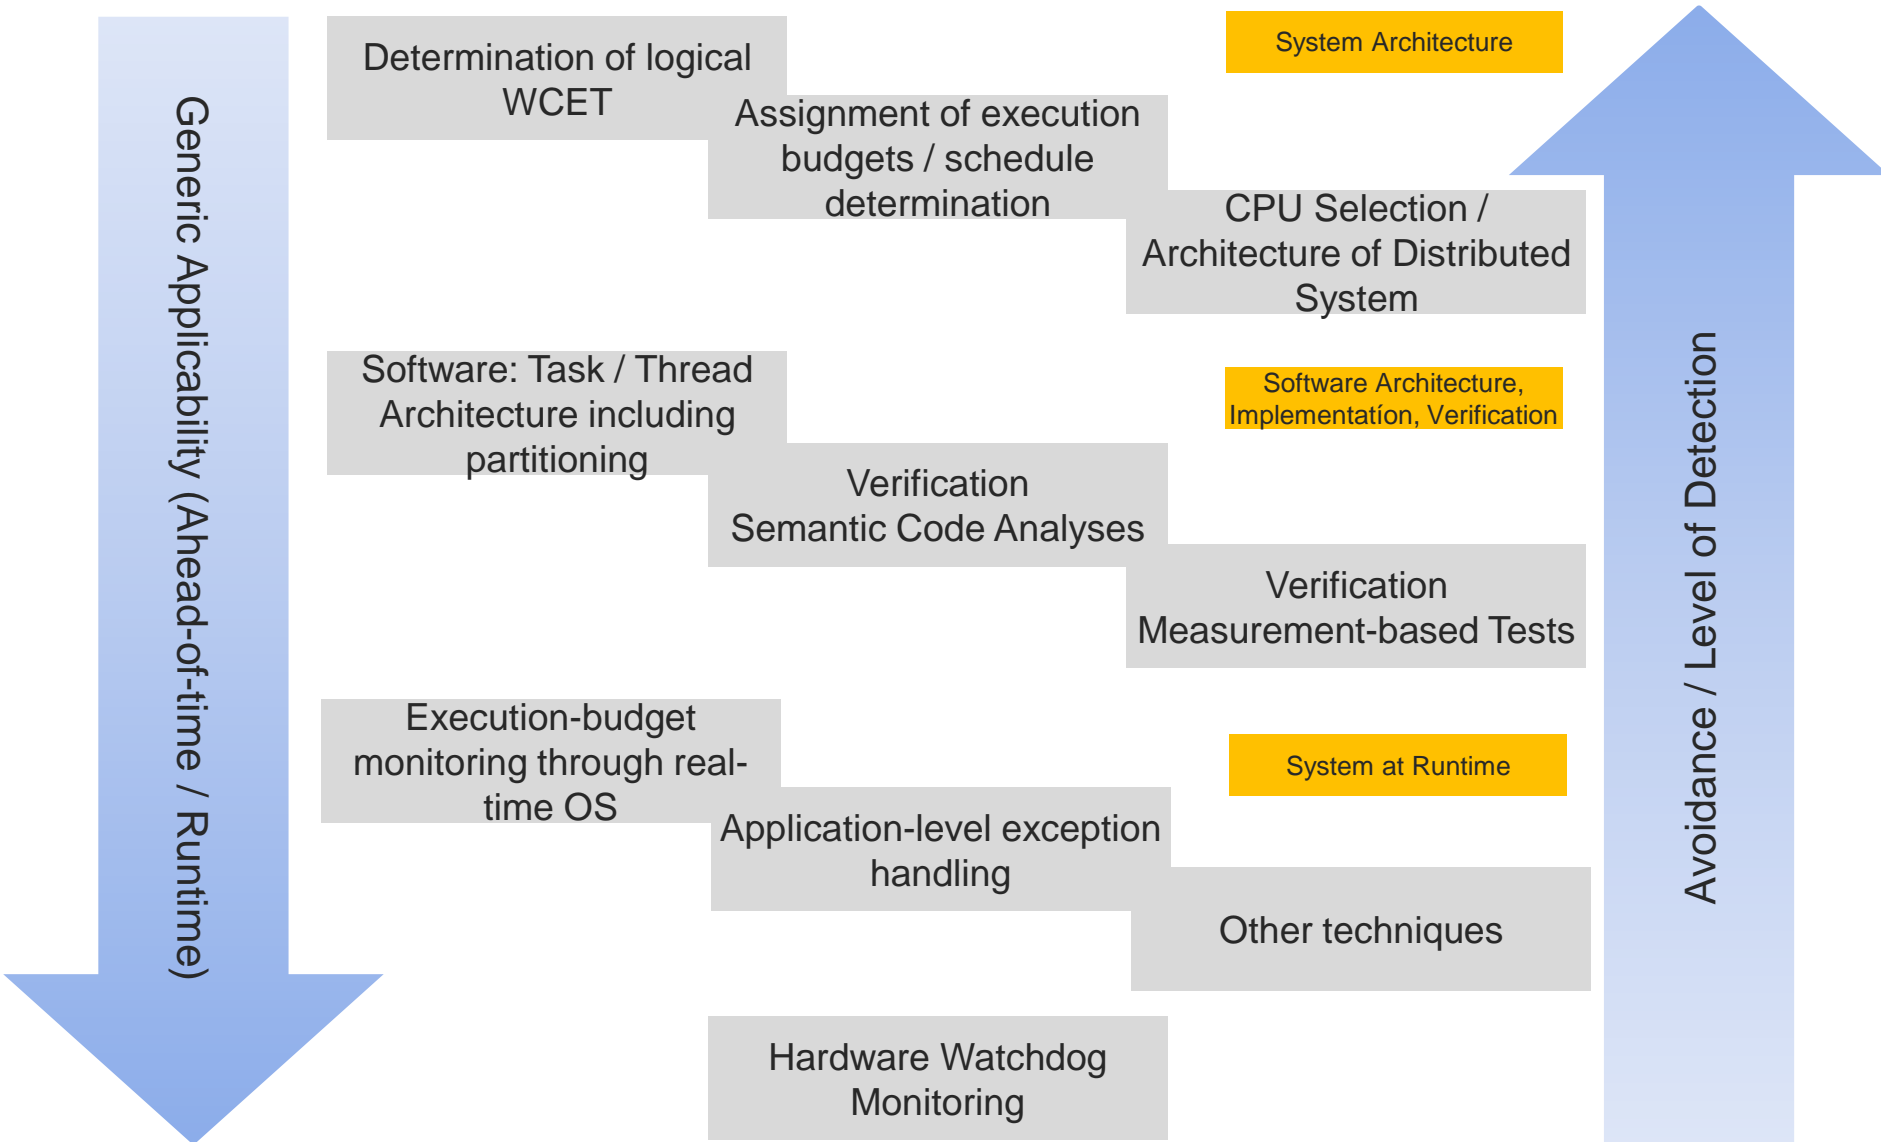 Generic Applicability (Ahead-of-time / Runtime)
Determination of logical
WCET
Assignment of execution
budgets / schedule
determination
CPU Selection /
Architecture of Distributed
System
System Architecture
Software: Task / Thread
Architecture including
partitioning
Verification
Semantic Code Analyses
Verification
Measurement-based Tests
Software Architecture,
Implementatíon, Verification
Execution-budget
monitoring through real-
time OS
Application-level exception
handling
Other techniques
System at Runtime
Hardware Watchdog
Monitoring
Avoidance / Level of Detection